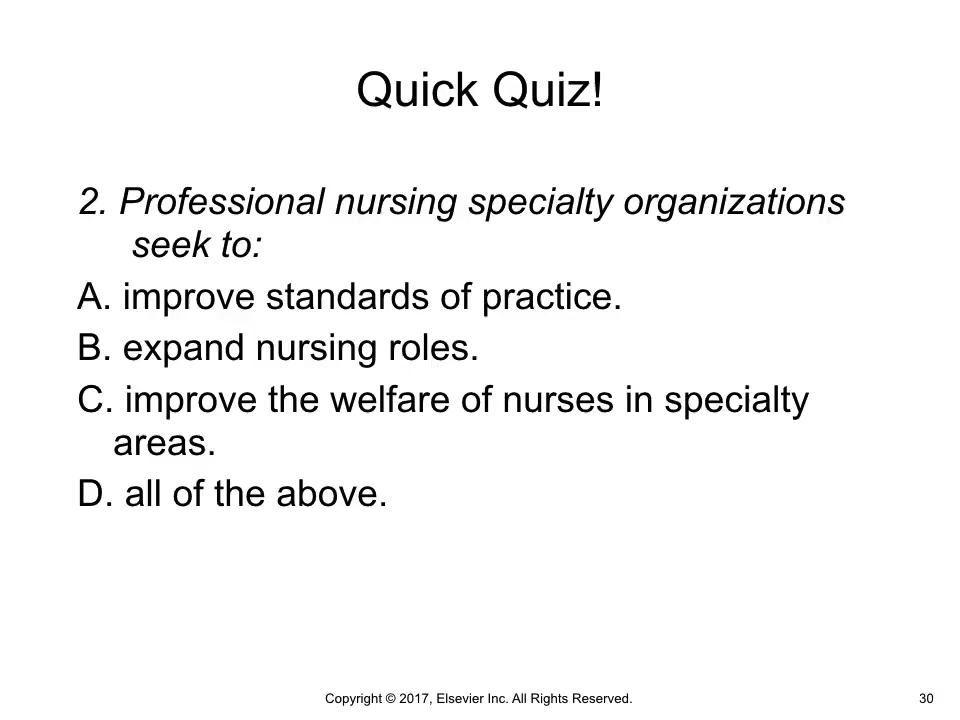 Quick Quiz!
2. Professional nursing specialty organizations
seek to:
A. improve standards of practice.
B. expand nursing roles.
C. improve the welfare of nurses in specialty
areas.
D. all of the above.
Copyright © 2017, Elsevier Inc. All Rights Reserved.
30